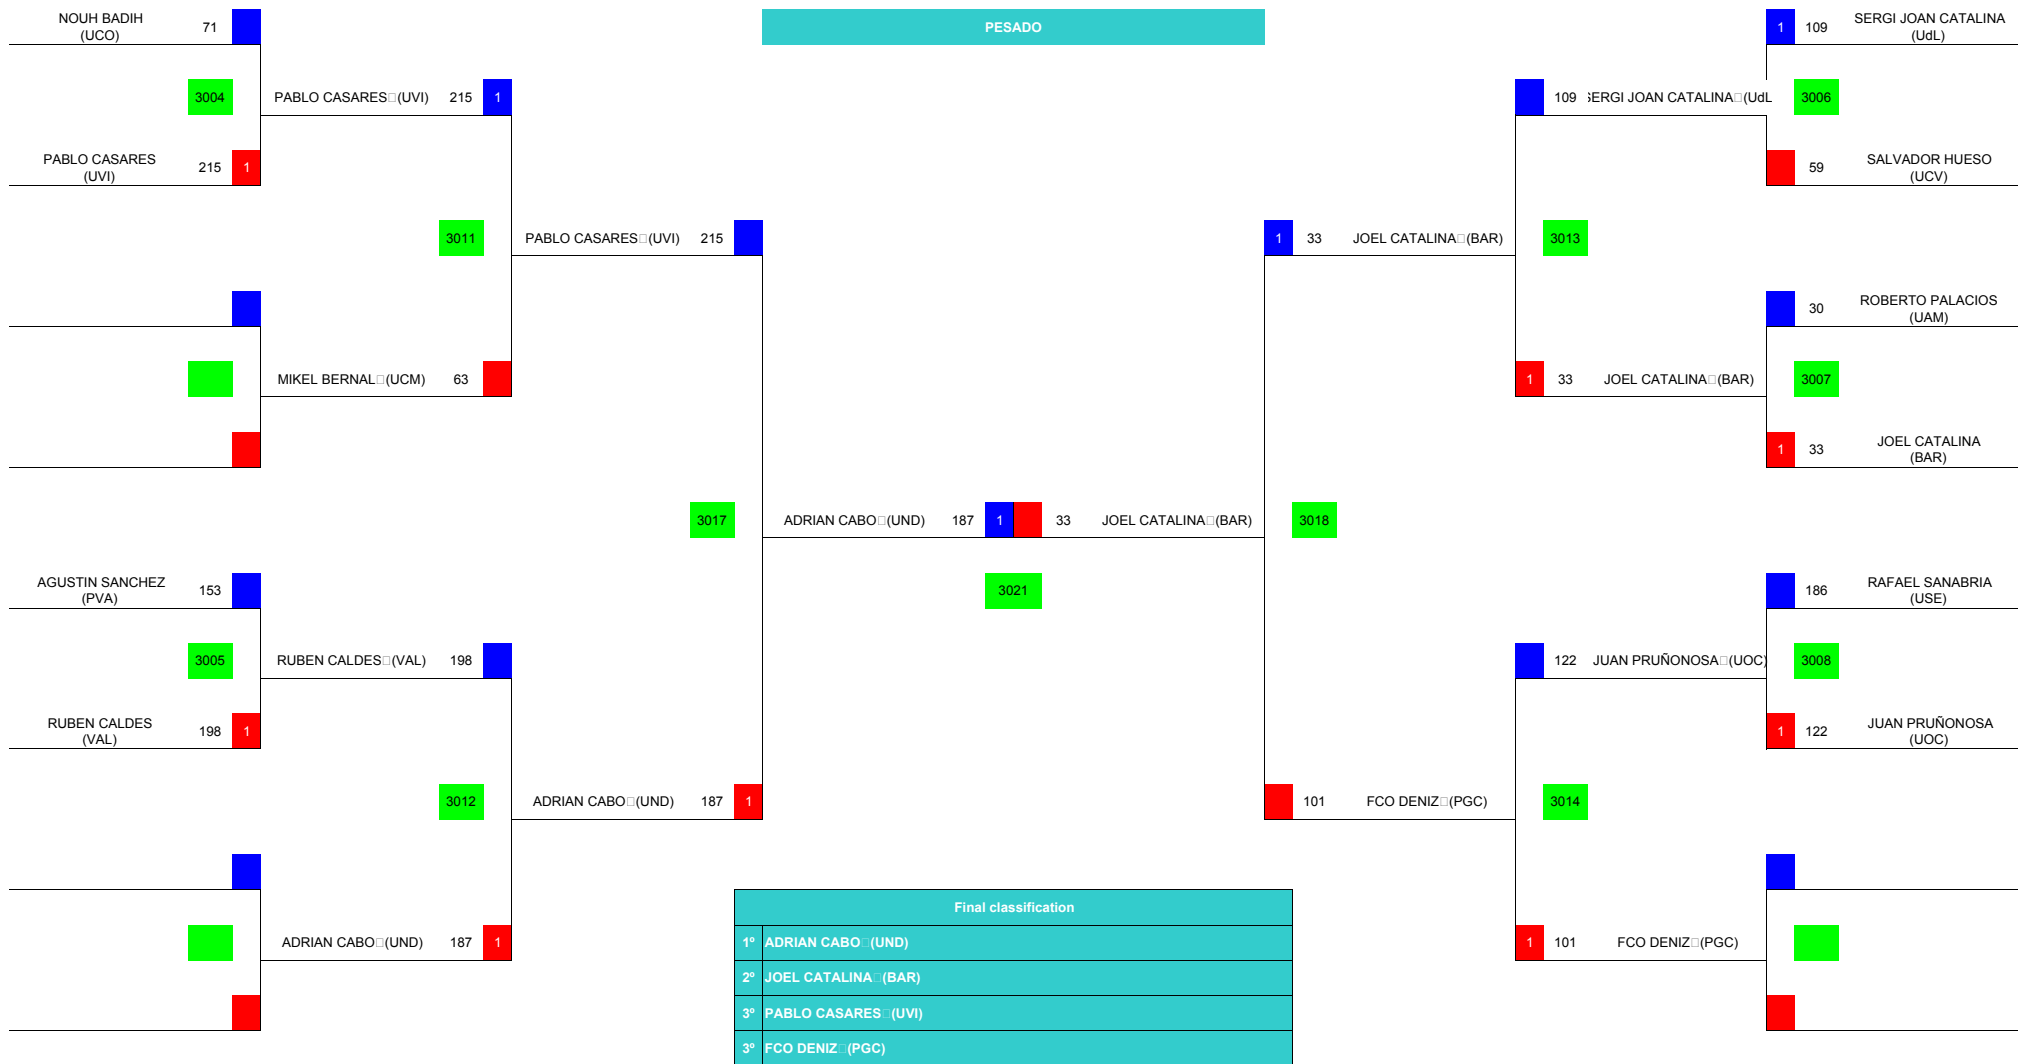 NOUH BADIH
(UCO)
71
PESADO
1
109
SERGI JOAN CATALINA
(UdL)
3004
PABLO CASARES□(UVI)
215
1
109
SERGI JOAN CATALINA□(UdL
3006
PABLO CASARES
(UVI)
215
1
59
SALVADOR HUESO
(UCV)
3011
PABLO CASARES□(UVI)
215
1
33
JOEL CATALINA□(BAR)
3013
30
ROBERTO PALACIOS
(UAM)
MIKEL BERNAL□(UCM)
63
1
33
JOEL CATALINA□(BAR)
3007
1
33
JOEL CATALINA
(BAR)
3017
ADRIAN CABO□(UND)
187
1
33
JOEL CATALINA□(BAR)
3018
AGUSTIN SANCHEZ
(PVA)
153
3021
186
RAFAEL SANABRIA
(USE)
3005
RUBEN CALDES□(VAL)
198
122
JUAN PRUÑONOSA□(UOC)
3008
RUBEN CALDES
(VAL)
198
1
1
122
JUAN PRUÑONOSA
(UOC)
3012
ADRIAN CABO□(UND)
187
1
101
FCO DENIZ□(PGC)
3014
ADRIAN CABO□(UND)
187
1
1
101
FCO DENIZ□(PGC)
Final classification
1º ADRIAN CABO□(UND)
2º JOEL CATALINA□(BAR)
3º PABLO CASARES□(UVI)
3º FCO DENIZ□(PGC)